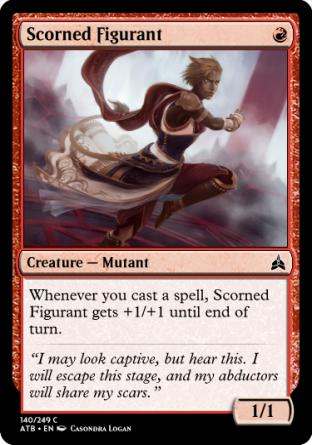 Scorned Figurant
Creature — Mutant
Whenever you cast a spell, Scorned
Figurant gets +1/+1 until end of
turn.
“I may look captive, but hear this. I
will escape this stage, and my abductors
will share my scars.”
1/1
140/249 C
ATB • EN Casondra Logan